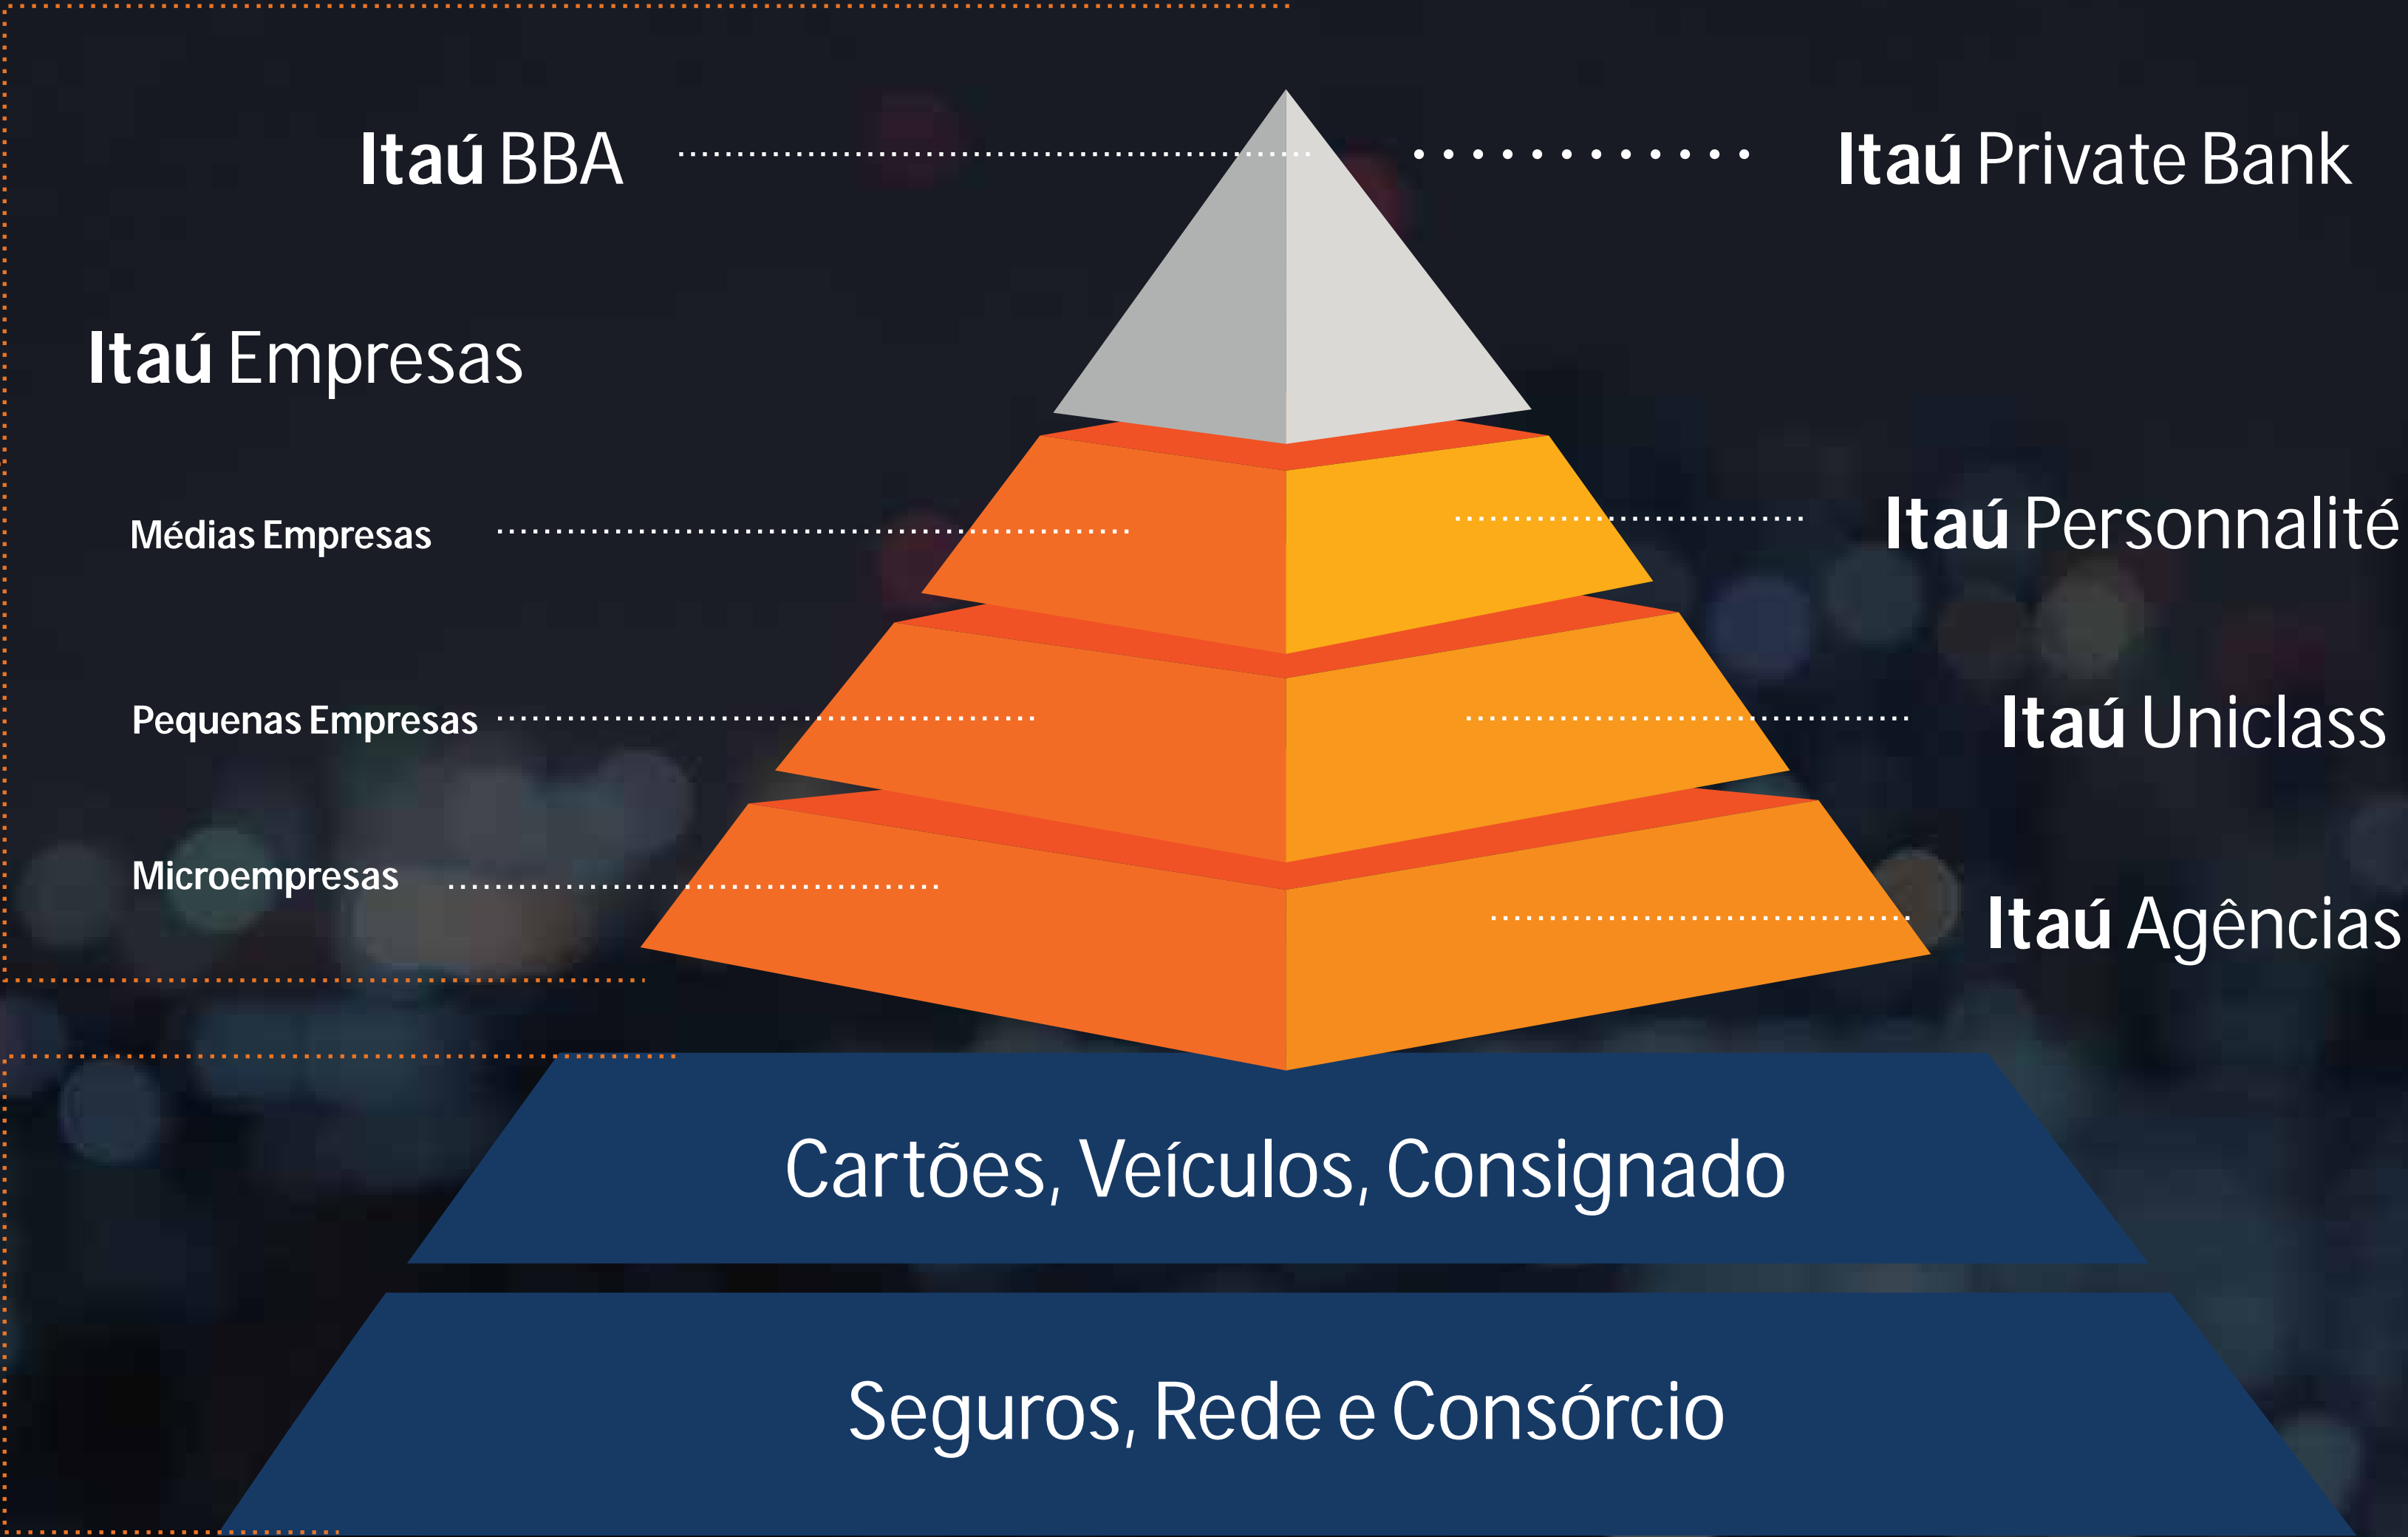 Itaú BBA
Itaú Private Bank
Itaú Empresas
Médias Empresas
Itaú Personnalité
Pequenas Empresas
Itaú Uniclass
Microempresas
Itaú Agências
Cartões, Veículos, Consignado
Seguros, Rede e Consórcio